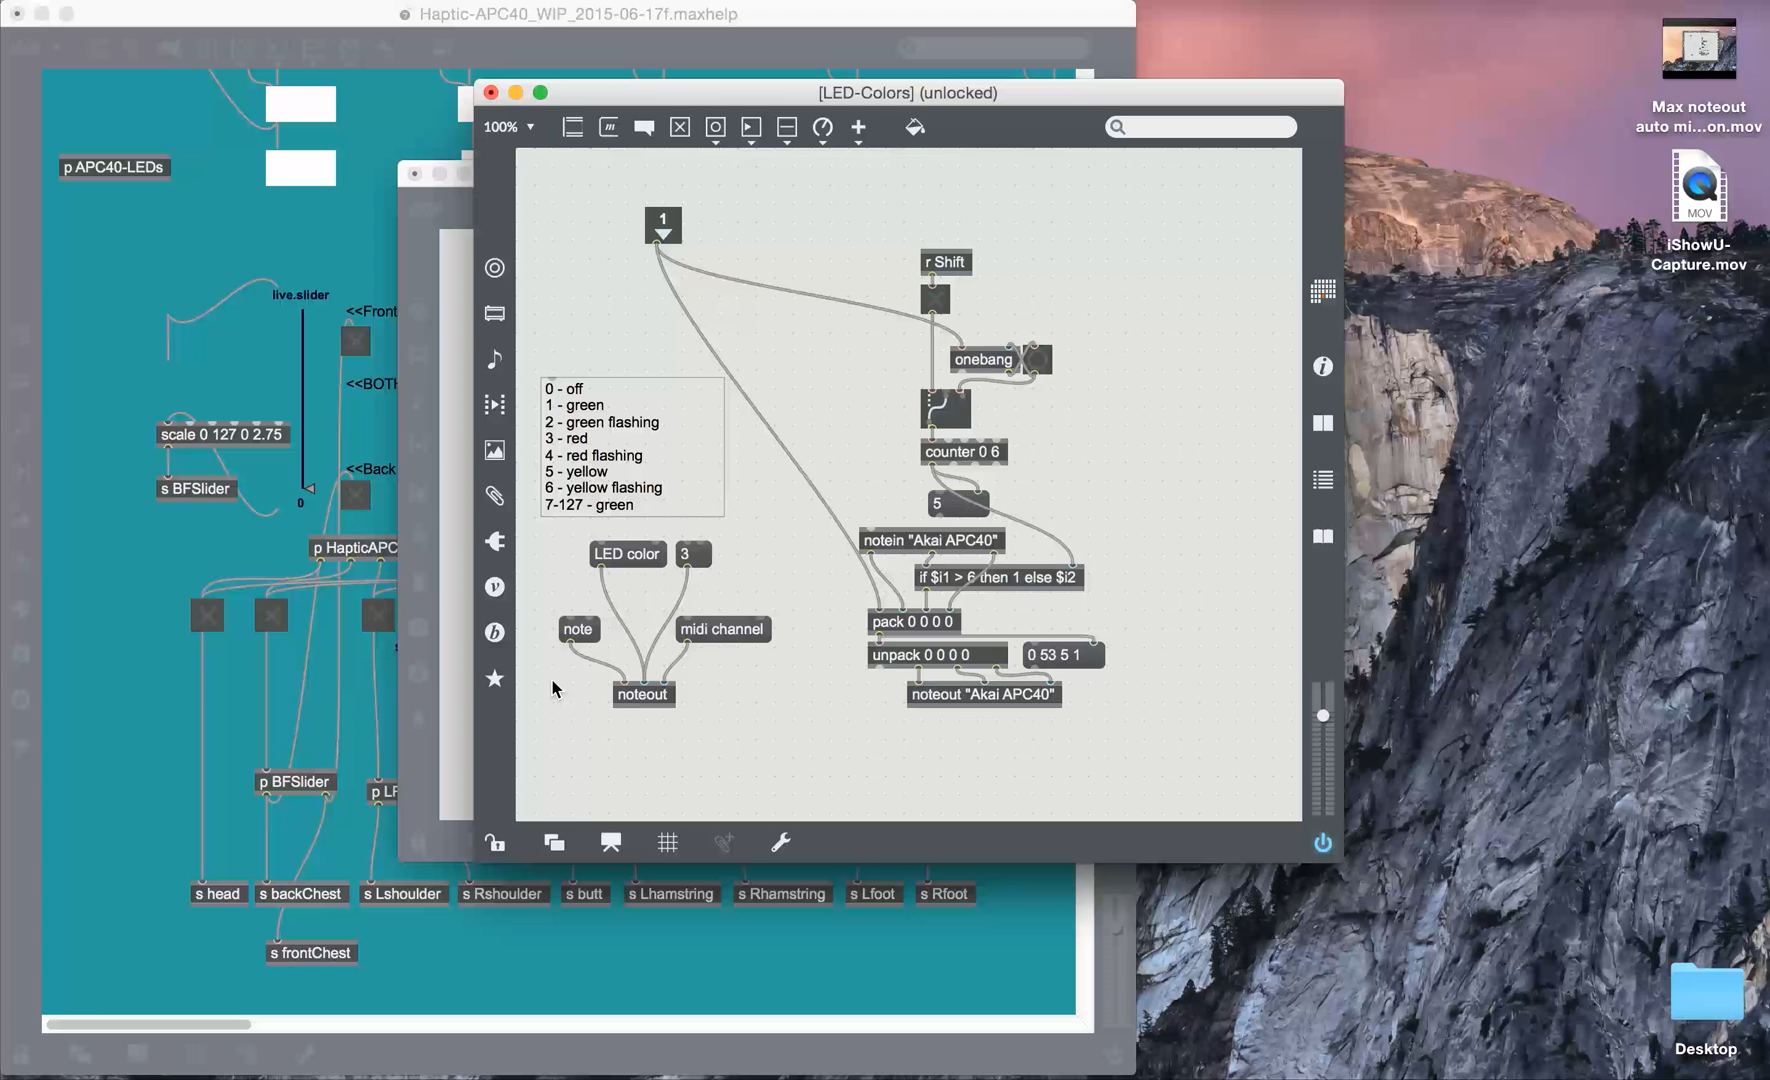 Haptic-APC40_WIP_2015-06-17f.maxhelp
[LED-Colors] (unlocked)
100%
Max noteout
auto mi...on.mov
MOV
iShowU-
Capture.mov
p APC40-LEDs
1
r Shift
live.slider
<<Front
onebang
<<BOTH
0 - off
1 - green
2 - green flashing
3 - red
4 - red flashing
5 - yellow
6 - yellow flashing
7-127 - green
scale 0 127 0 2.75
counter 0 6
<<Back
s BFSlider
0
5
notein "Akai APC40"
p HapticAPC
LED color
3
if $i1 > 6 then 1 else $i2
note
midi channel
pack 0 0 0 0
unpack 0 0 0 0
0 53 5 1
noteout
noteout "Akai APC40"
p BFSlider
p LF
s head
s backChest
s Lshoulder
s Rshoulder
s butt
s Lhamstring
s Rhamstring
s Lfoot
s Rfoot
s frontChest
Desktop